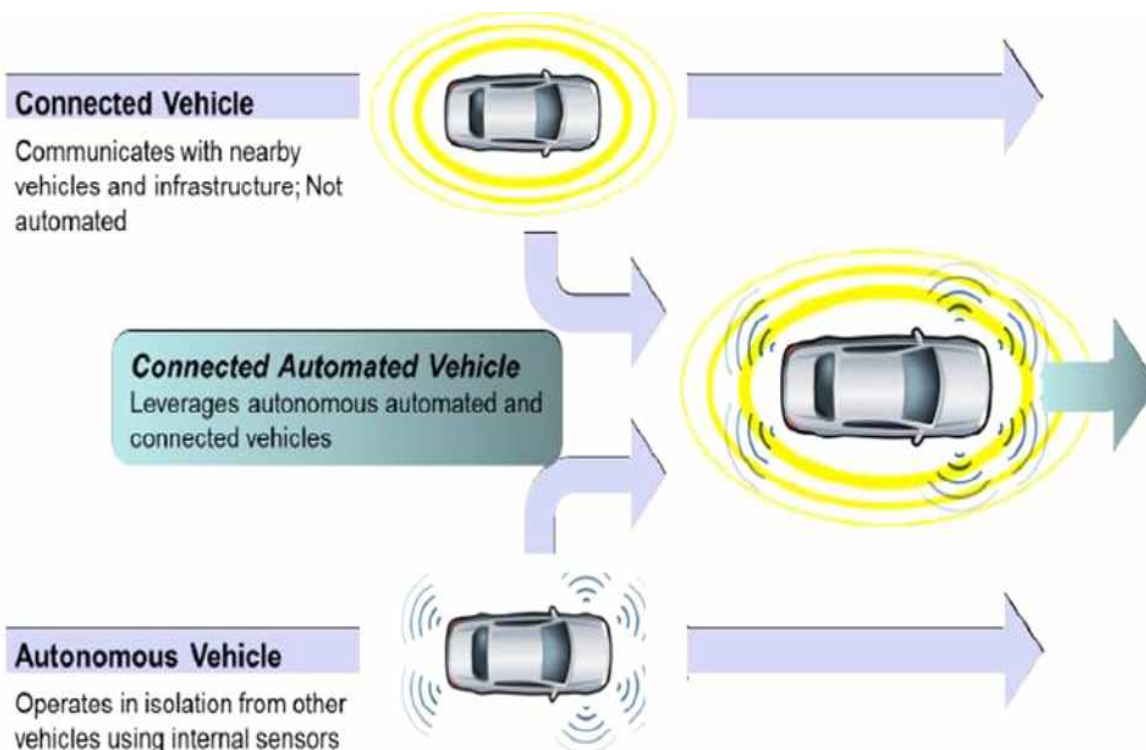 Connected Vehicle
Communicates with nearby
vehicles and infrastructure; Not
automated
Connected Automated Vehicle
Leverages autonomous automated and
connected vehicles
Autonomous Vehicle
Operates in isolation from other
vehicles using internal sensors